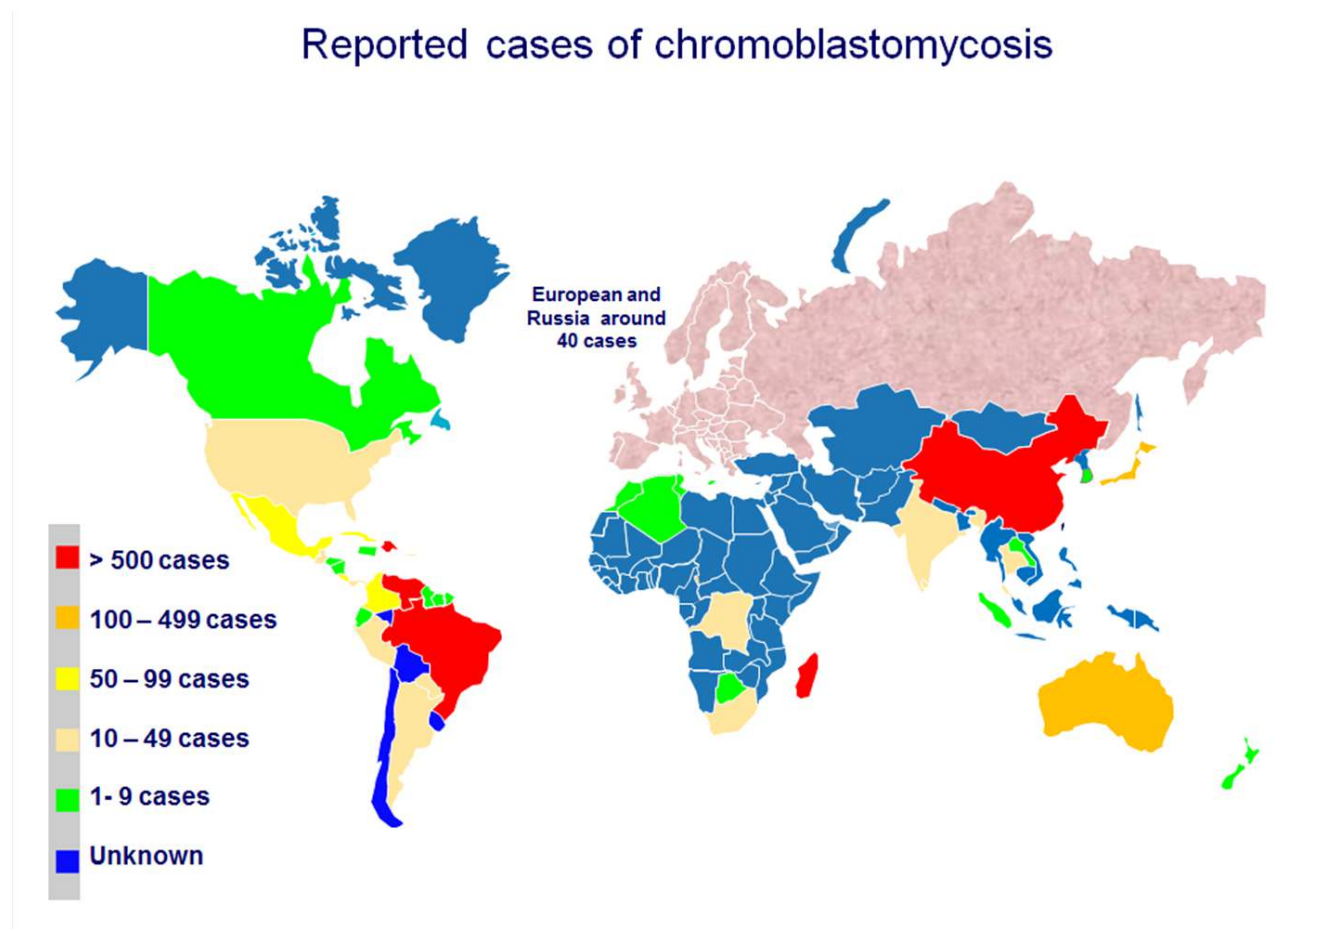 Reported cases of chromoblastomycosis
European and
Russia around
40 cases
> 500 cases
100 – 499 cases
50 – 99 cases
10 – 49 cases
1- 9 cases
Unknown